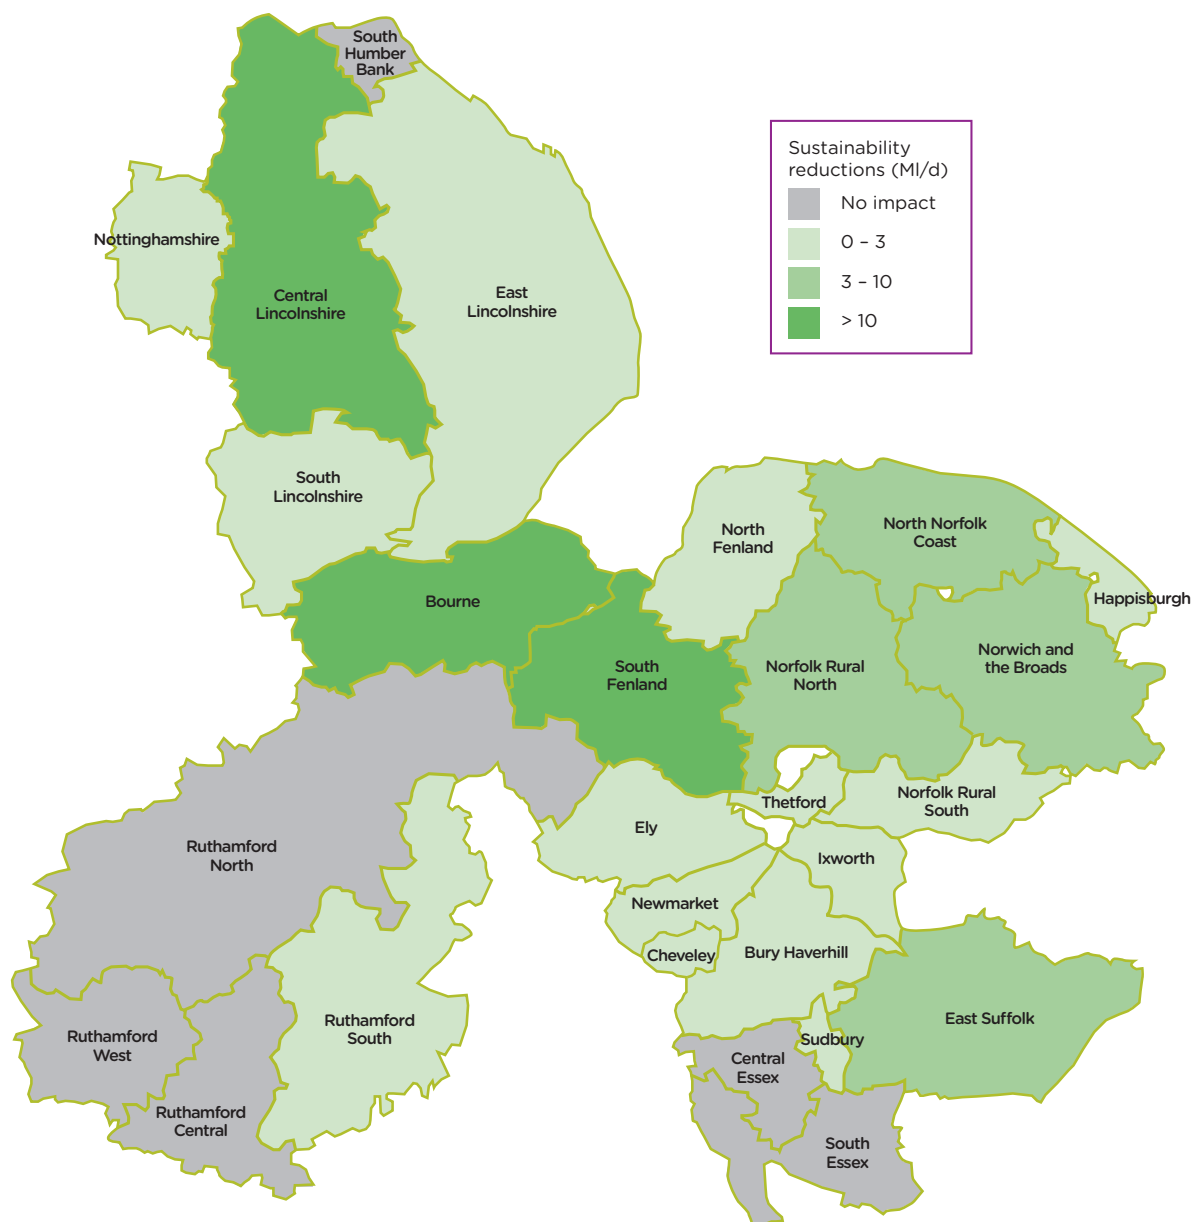 South
Humber
Bank
Sustainability
reductions (Ml/d)
No impact
0 – 3
3 – 10
> 10
Nottinghamshire
Central
Lincolnshire
East
Lincolnshire
South
Lincolnshire
North
Fenland
North Norfolk
Coast
Happisburgh
Bourne
Norwich and
the Broads
South
Fenland
Norfolk Rural
North
Thetford
Norfolk Rural
South
Ely
Ruthamford
North
Ixworth
Newmarket
Cheveley
Bury Haverhill
East Suffolk
Ruthamford
South
Ruthamford
West
Sudbury
Central
Essex
Ruthamford
Central
South
Essex